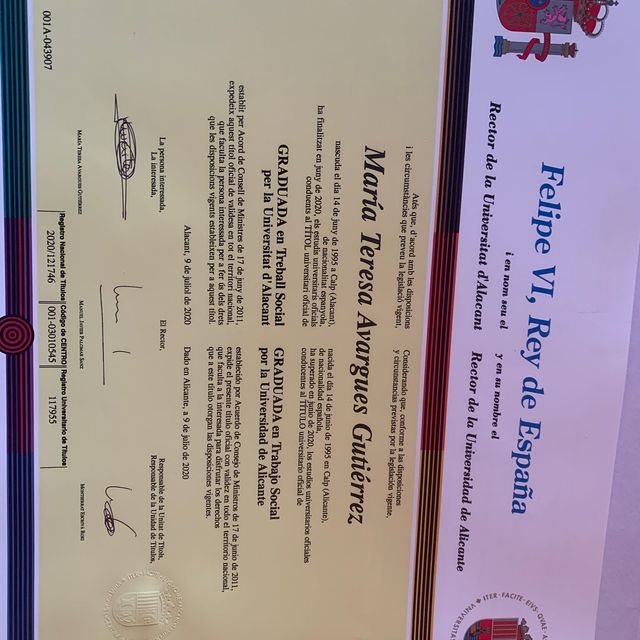 Felipe VI, Rey de España
i en nom seu el
Rector de la Universitat d'Alacant
y en su nombre el
Rector de la Universidad de Alicante
Atés que, d'acord amb les disposicions
i les circumstàncies que preveu la legislació vigent,
Considerando que, conforme a las disposiciones
y circunstancias previstas por la legislación vigente,
María Teresa Avargues Gutiérrez
nascuda el dia 14 de juny de 1995 a Calp (Alacant),
de nacionalitat espanyola,
ha finalitzat en juny de 2020, els estudis universitaris oficials
conduents al TÍTOL universitari oficial de
GRADUADA en Treball Social
per la Universitat d'Alacant
establit per Acord de Consell de Ministres de 17 de juny de 2011,
expedeix aquest títol oficial de validesa en tot el territori nacional,
que faculta la persona interessada per a fer ús dels drets
que les disposicions vigents estableixen per a aquest títol.
Alacant, 9 de juliol de 2020
nacida el día 14 de junio de 1995 en Calp (Alicante),
de nacionalidad española,
ha superado en junio de 2020, los estudios universitarios oficiales
conducentes al TÍTULO universitario oficial de
GRADUADA en Trabajo Social
por la Universidad de Alicante
establecido por Acuerdo de Consejo de Ministros de 17 de junio de 2011,
expide el presente título oficial con validez en todo el territorio nacional,
que faculta a la interesada para disfrutar los derechos
que a este título otorgan las disposiciones vigentes.
Dado en Alicante, a 9 de julio de 2020
La persona interessada,
La interesada,
El Rector,
Responsable de la Unitat de Títols,
Responsable de la Unidad de Títulos,
María Teresa Avargues Gutiérrez
Manuel Javier Palomar Sanz
Registro Nacional de Títulos Código de CENTRO Registro Universitario de Títulos
2020/121746 001-03010545 117955
001A-043907
ITER · FACITE · EIVS · QVAE